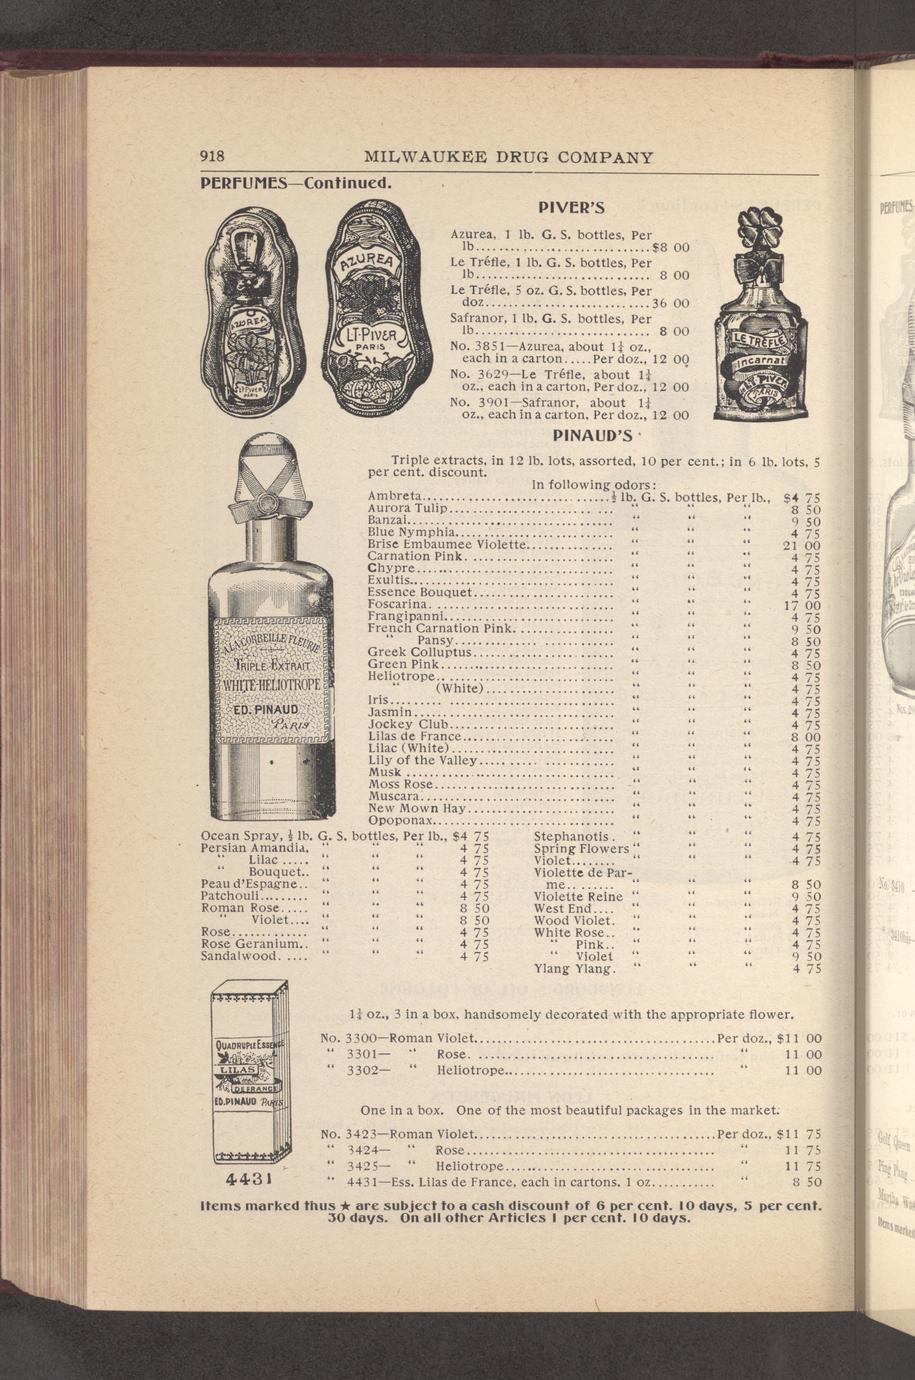 918 MILWAUKEE DRUG COMPANY
PERFUMES—Continued.
PIVER'S
Azurea, 1 lb. G. S. bottles, Per
lb..............................$8 00
Le Tréfle, 1 lb. G. S. bottles, Per
lb.............................. 8 00
Le Tréfle, 5 oz. G. S. bottles, Per
doz............................36 00
Safranor, 1 lb. G. S. bottles, Per
lb.............................. 8 00
No. 3851—Azurea, about 1¼ oz.,
each in a carton.....Per doz., 12 00
No. 3629—Le Tréfle, about 1¼
oz., each in a carton, Per doz., 12 00
No. 3901—Safranor, about 1¼
oz., each in a carton, Per doz., 12 00
AZUREA
L.T. PIVER
PARIS
AZUREA
L.T. PIVER
PARIS
LE TRÉFLE
Incarnat
L.T. PIVER
PARIS
PINAUD'S
Triple extracts, in 12 lb. lots, assorted, 10 per cent.; in 6 lb. lots, 5
per cent. discount.
In following odors:
Ambreta..............................½ lb. G. S. bottles, Per lb., $4 75
Aurora Tulip.............................. “ “ “ 8 50
Banzai.............................. “ “ “ 9 50
Blue Nymphia.............................. “ “ “ 4 75
Brise Embaumee Violette............... “ “ “ 21 00
Carnation Pink.............................. “ “ “ 4 75
Chypre.............................. “ “ “ 4 75
Exultis.............................. “ “ “ 4 75
Essence Bouquet.............................. “ “ “ 4 75
Foscarina.............................. “ “ “ 17 00
Frangipanni.............................. “ “ “ 4 75
French Carnation Pink.................. “ “ “ 9 50
“ Pansy.............................. “ “ “ 8 50
Greek Colluptus.............................. “ “ “ 4 75
Green Pink.............................. “ “ “ 8 50
Heliotrope.............................. “ “ “ 4 75
“ (White)...................... “ “ “ 4 75
Iris.............................. “ “ “ 4 75
Jasmin.............................. “ “ “ 4 75
Jockey Club.............................. “ “ “ 4 75
Lilas de France.............................. “ “ “ 8 00
Lilac (White).............................. “ “ “ 4 75
Lily of the Valley.............................. “ “ “ 4 75
Musk .............................. “ “ “ 4 75
Moss Rose.............................. “ “ “ 4 75
Muscara.............................. “ “ “ 4 75
New Mown Hay.............................. “ “ “ 4 75
Opoponax.............................. “ “ “ 4 75
A LA CORBEILLE FLEURIE
TRIPLE EXTRAIT
WHITE-HELIOTROPE
ED. PINAUD
PARIS
Ocean Spray, ½ lb. G. S. bottles, Per lb., $4 75
Persian Amandia, “ “ “ 4 75
“ Lilac ..... “ “ “ 4 75
“ Bouquet.. “ “ “ 4 75
Peau d'Espagne.. “ “ “ 4 75
Patchouli......... “ “ “ 4 75
Roman Rose..... “ “ “ 8 50
“ Violet.... “ “ “ 8 50
Rose............. “ “ “ 4 75
Rose Geranium.. “ “ “ 4 75
Sandalwood. .... “ “ “ 4 75
Stephanotis. “ “ “ 4 75
Spring Flowers “ “ “ 4 75
Violet........ “ “ “ 4 75
Violette de Par-
me......... “ “ “ 8 50
Violette Reine “ “ “ 9 50
West End.... “ “ “ 4 75
Wood Violet. “ “ “ 4 75
White Rose.. “ “ “ 4 75
“ Pink.. “ “ “ 4 75
“ Violet “ “ “ 9 50
Ylang Ylang. “ “ “ 4 75
1¼ oz., 3 in a box, handsomely decorated with the appropriate flower.
No. 3300—Roman Violet........................................Per doz., $11 00
“ 3301— “ Rose. ........................................ “ 11 00
“ 3302— “ Heliotrope.................................... “ 11 00
One in a box. One of the most beautiful packages in the market.
No. 3423—Roman Violet........................................Per doz., $11 75
“ 3424— “ Rose.......................................... “ 11 75
“ 3425— “ Heliotrope.................................... “ 11 75
“ 4431—Ess. Lilas de France, each in cartons, 1 oz........... “ 8 50
QUADRUPLE ESSENCE
LILAS
DE FRANCE
ED. PINAUD PARIS
4431
Items marked thus ★ are subject to a cash discount of 6 per cent. 10 days, 5 per cent.
30 days. On all other Articles 1 per cent. 10 days.
PERFUMES
Golf Queen
Ping Pong
Items marked